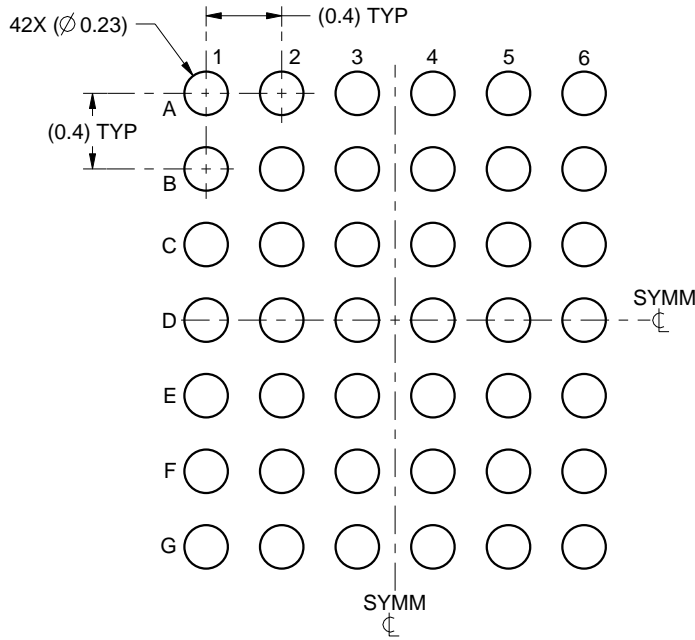 (0.4) TYP
42X (∅ 0.23)
1 2 3 4 5 6
A
(0.4) TYP
B
C
SYMM
D
℄
E
F
G
SYMM
℄